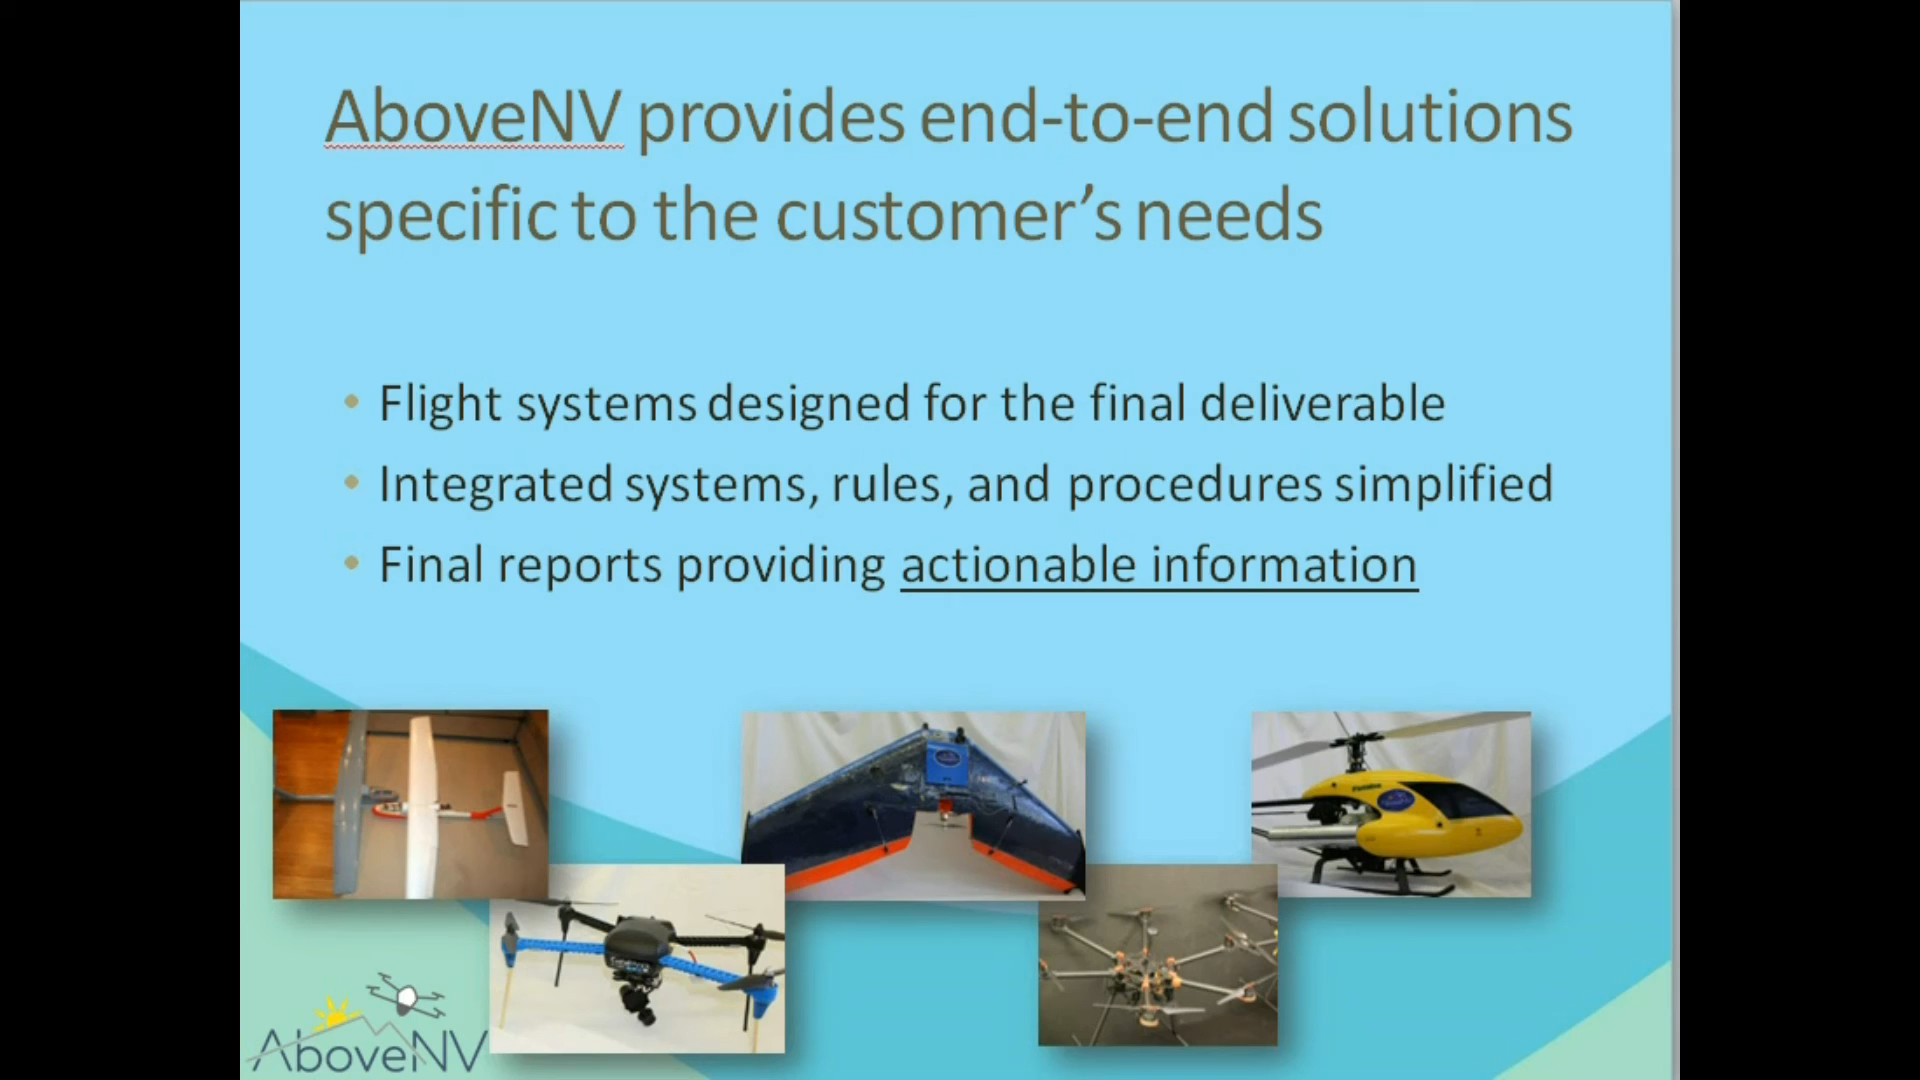 AboveNV provides end-to-end solutions
specific to the customer’s needs
• Flight systems designed for the final deliverable
• Integrated systems, rules, and procedures simplified
• Final reports providing actionable information
AboveNV